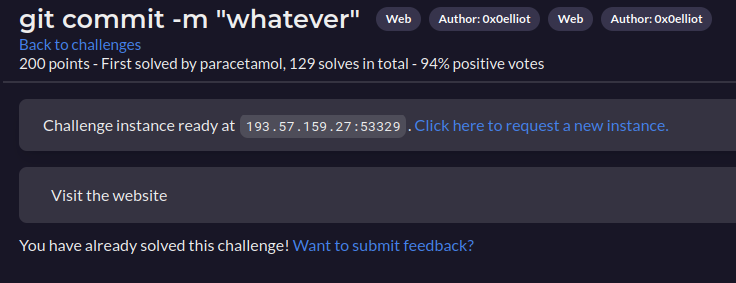 git commit -m "whatever" Web Author: 0x0elliot Web Author: 0x0elliot
Back to challenges
200 points - First solved by paracetamol, 129 solves in total - 94% positive votes
Challenge instance ready at 193.57.159.27:53329. Click here to request a new instance.
Visit the website
You have already solved this challenge! Want to submit feedback?